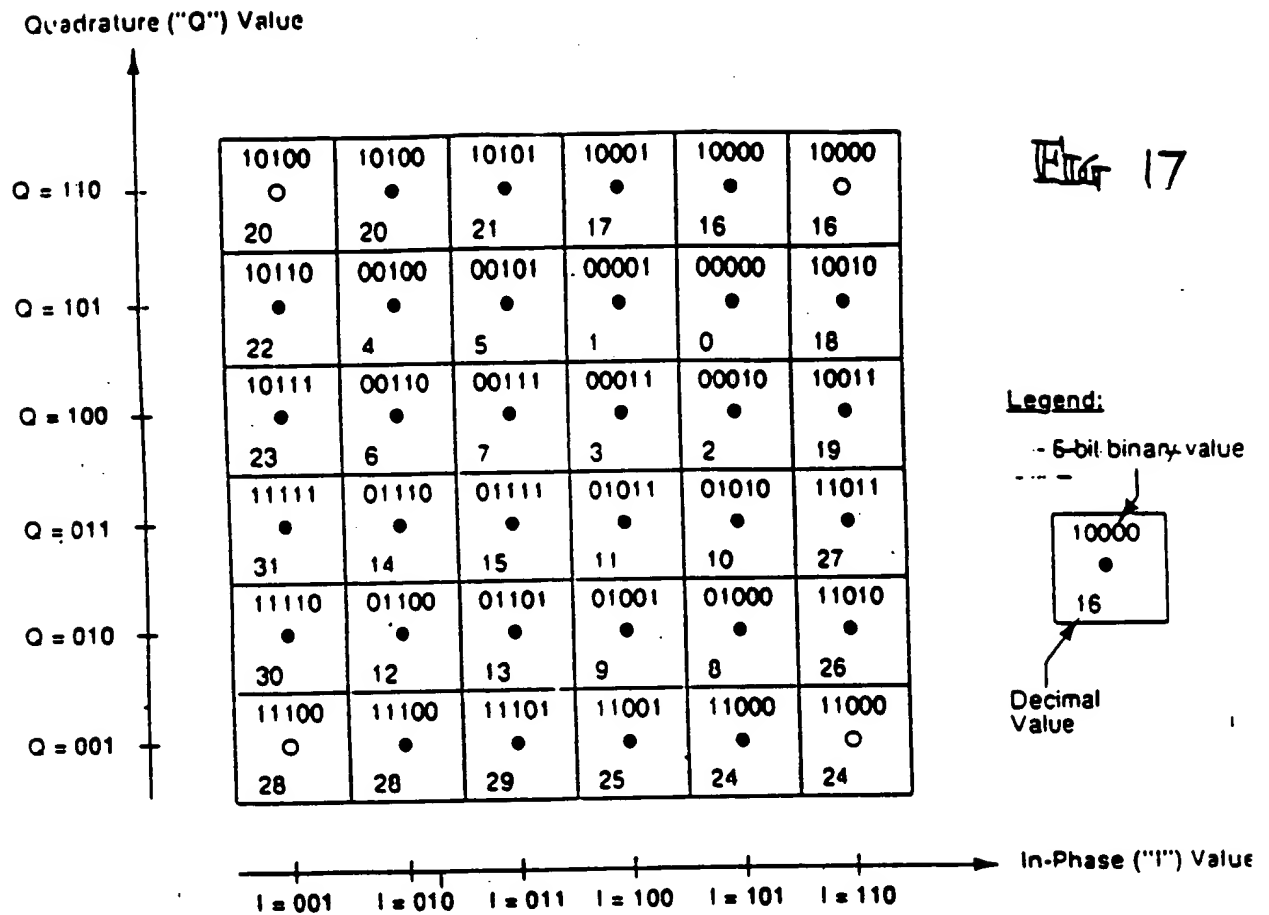 Quadrature ("Q") Value
FIG 17
Q = 110
10100 10100 10101 10001 10000 10000
20 20 21 17 16 16
Q = 101
10110 00100 00101 00001 00000 10010
22 4 5 1 0 18
Q = 100
10111 00110 00111 00011 00010 10011
23 6 7 3 2 19
Q = 011
11111 01110 01111 01011 01010 11011
31 14 15 11 10 27
Q = 010
11110 01100 01101 01001 01000 11010
30 12 13 9 8 26
Q = 001
11100 11100 11101 11001 11000 11000
28 28 29 25 24 24
Legend:
- 5-bit binary value
10000
16
Decimal
Value
In-Phase ("I") Value
I = 001 I = 010 I = 011 I = 100 I = 101 I = 110